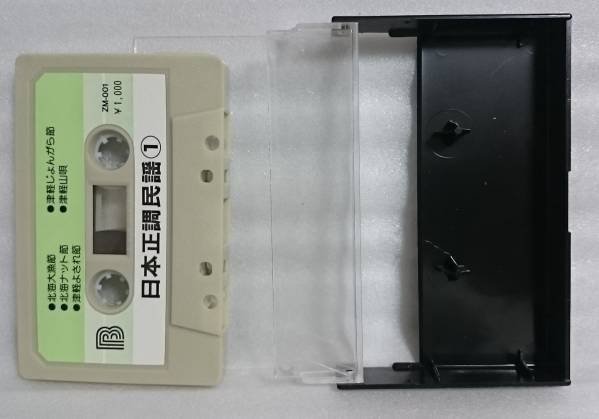 ●北海大漁節
●北海ナット節
●津軽よされ節
●津軽じょんがら節
●津軽山唄
B
ZM-001
¥1,000
日本正調民謡①